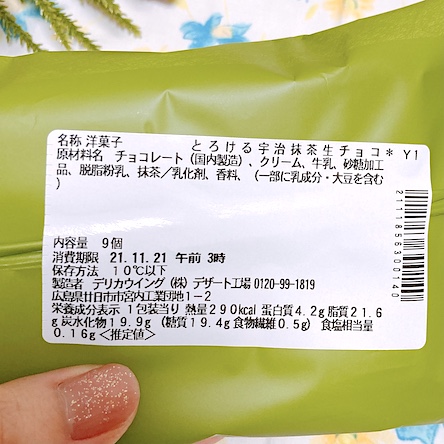 名称 洋菓子　とろける宇治抹茶生チョコ＊ YI
原材料名　チョコレート（国内製造）、クリーム、牛乳、砂糖加工
品、脱脂粉乳、抹茶／乳化剤、香料、（一部に乳成分・大豆を含む
）
内容量　9個
消費期限　21.11.21 午前 3時
保存方法　10℃以下
製造者　デリカウイング（株）デザート工場 0120-99-1819
広島県廿日市市宮内工業団地1-2
栄養成分表示 1包装当り 熱量290kcal 蛋白質4.2g 脂質21.6
g 炭水化物19.9g（糖質19.4g 食物繊維0.5g）食塩相当量
0.16g＜推定値＞
2111856300140